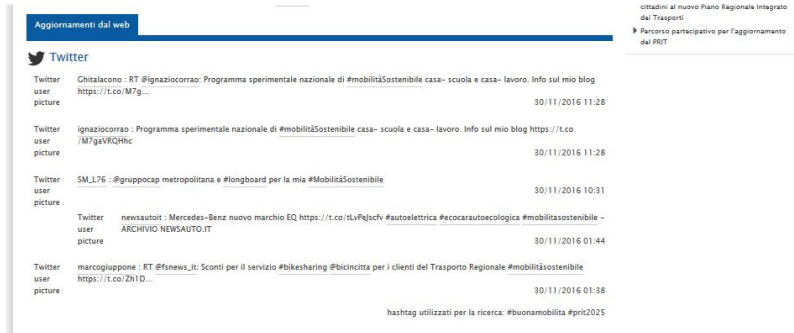 cittadini al nuovo Piano Regionale Integrato
dei Trasporti
Percorso partecipativo per l'aggiornamento
del PRIT
Aggiornamenti dal web
Twitter
Twitter user picture
Ghitalacono : RT @ignaziocorrao: Programma sperimentale nazionale di #mobilitàSostenibile casa- scuola e casa- lavoro. Info sul mio blog
https://t.co/M7g...
30/11/2016 11:28
Twitter user picture
ignaziocorrao : Programma sperimentale nazionale di #mobilitàSostenibile casa- scuola e casa- lavoro. Info sul mio blog https://t.co
/M7gaVRQHhc
30/11/2016 11:28
Twitter user picture
SM_L76 : @gruppocap metropolitana e #longboard per la mia #MobilitàSostenibile
30/11/2016 10:31
Twitter user picture
newsautoit : Mercedes-Benz nuovo marchio EQ https://t.co/tLvPeJscfv #autoelettrica #ecocarautoecologica #mobilitasostenibile -
ARCHIVIO NEWSAUTO.IT
30/11/2016 01:44
Twitter user picture
marcogiuppone : RT @fsnews_it: Sconti per il servizio #bikesharing @bicincitta per i clienti del Trasporto Regionale #mobilitàsostenibile
https://t.co/Zh1D...
30/11/2016 01:38
hashtag utilizzati per la ricerca: #buonamobilita #prit2025